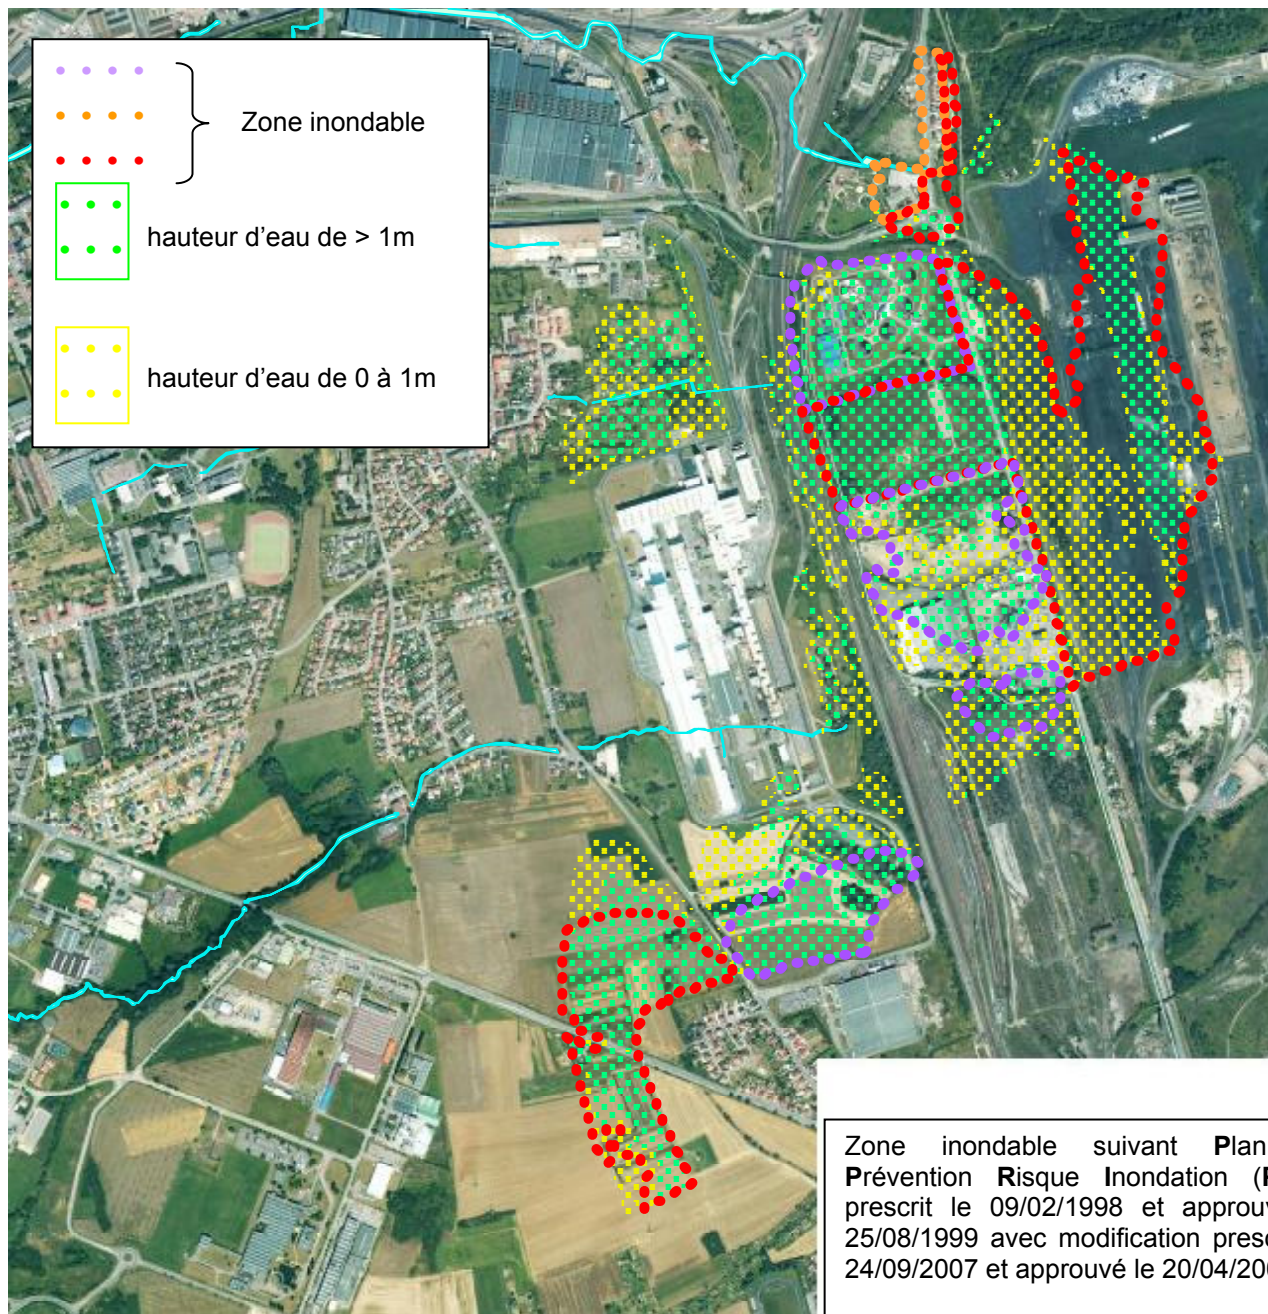 Zone inondable
hauteur d'eau de > 1m
hauteur d'eau de 0 à 1m
Zone inondable suivant Plan
Prévention Risque Inondation (
prescrit le 09/02/1998 et
25/08/1999 avec modification
24/09/2007 et approuvé le